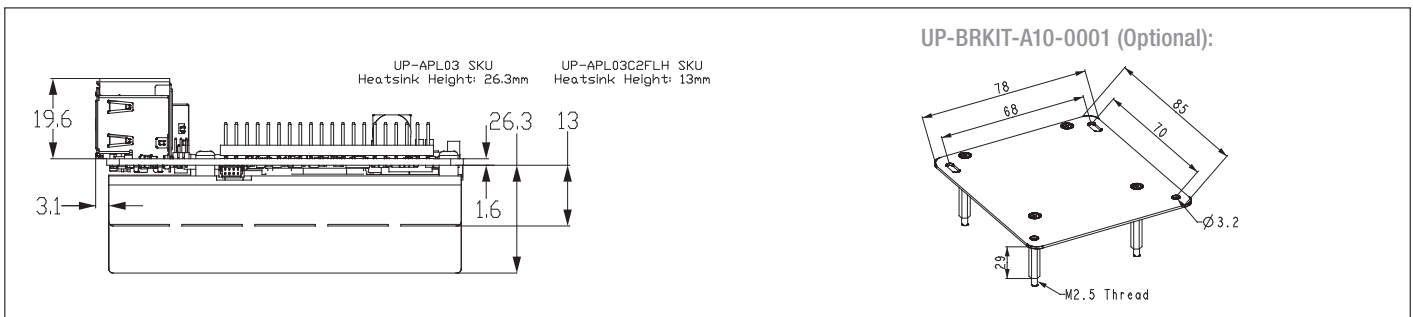 UP-BRKIT-A10-0001 (Optional):
UP-APL03 SKU
Heatsink Height: 26.3mm
UP-APL03C2FLH SKU
Heatsink Height: 13mm
19.6
26.3
13
3.1
1.6
78
68
85
70
Ø3.2
29
M2.5 Thread